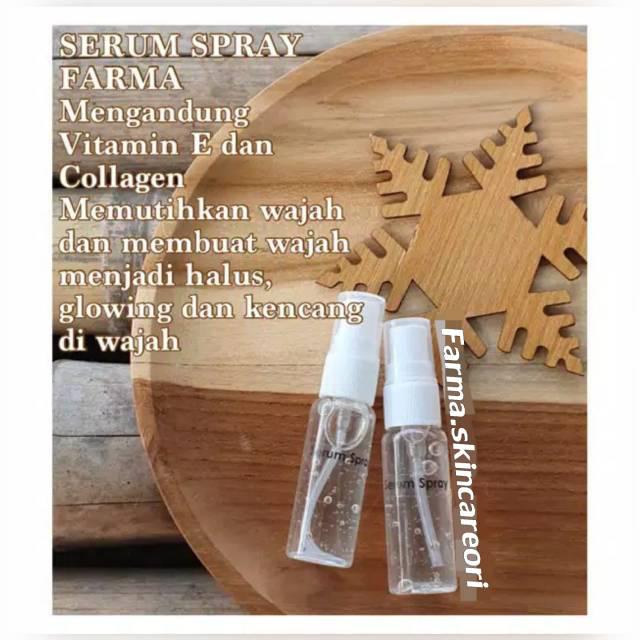 SERUM SPRAY
FARMA
Mengandung
Vitamin E dan
Collagen
Memutihkan wajah
dan membuat wajah
menjadi halus,
glowing dan kencang
di wajah
Farma.skincareori
Serum Spray
Serum Spray